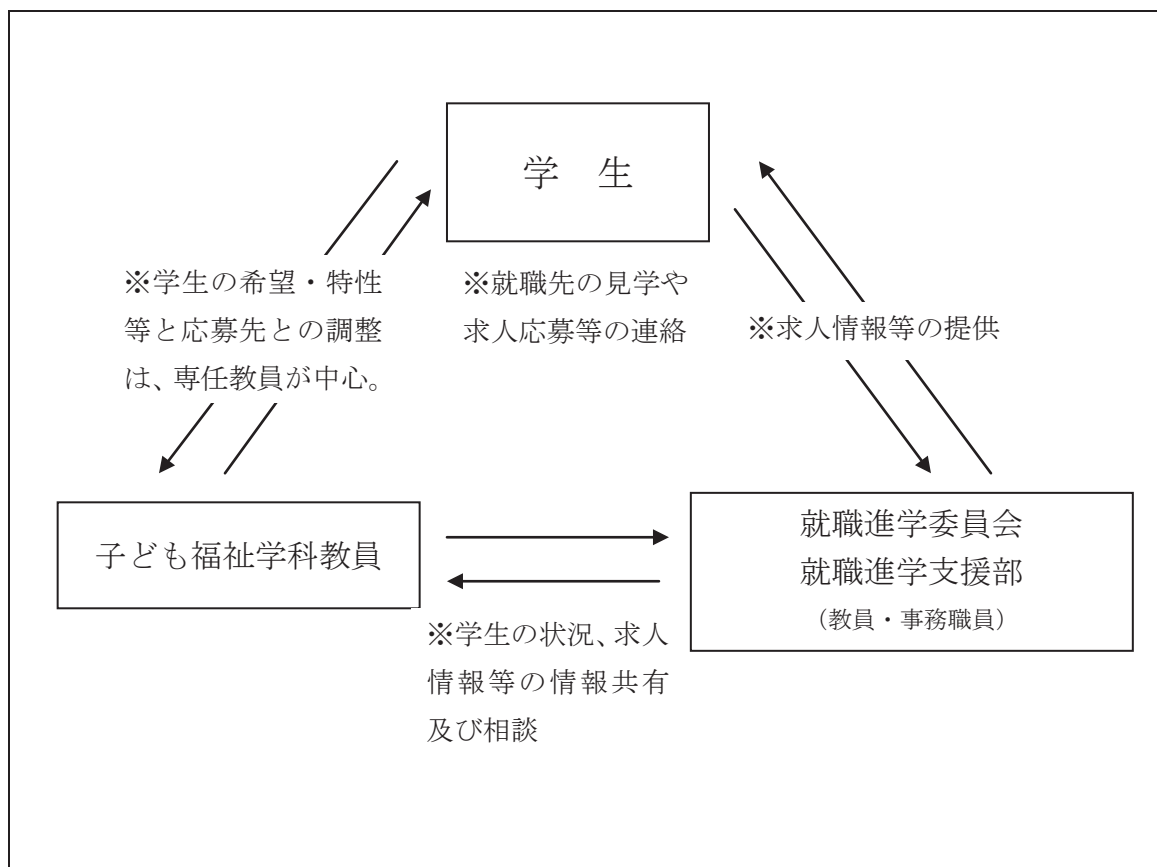 学　生
※学生の希望・特性
等と応募先との調整
は、専任教員が中心。
※就職先の見学や
求人応募等の連絡
※求人情報等の提供
子ども福祉学科教員
就職進学委員会
就職進学支援部
（教員・事務職員）
※学生の状況、求人
情報等の情報共有
及び相談